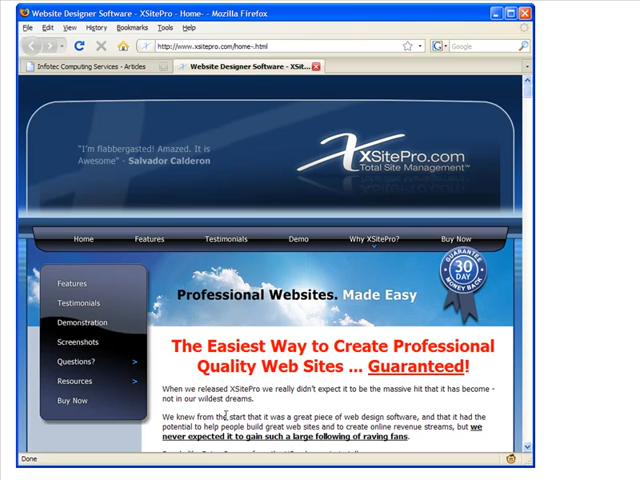 Website Designer Software - XSitePro - Home- - Mozilla Firefox
File Edit View History Bookmarks Tools Help
http://www.xsitepro.com/home-.html
Google
Infotec Computing Services - Articles
Website Designer Software - XSit...
"I'm flabbergasted! Amazed. It is
Awesome" - Salvador Calderon
XSitePro.com
Total Site Management™
Home Features Testimonials Demo Why XSitePro? Buy Now
GUARANTEE
30
DAY
MONEY BACK
Features
Testimonials
Demonstration
Screenshots
Questions? >
Resources >
Buy Now
Professional Websites. Made Easy
The Easiest Way to Create Professional
Quality Web Sites ... Guaranteed!
When we released XSitePro we really didn't expect it to be the massive hit that it has become -
not in our wildest dreams.
We knew from the start that it was a great piece of web design software, and that it had the
potential to help people build great web sites and to create online revenue streams, but we
never expected it to gain such a large following of raving fans.
Done